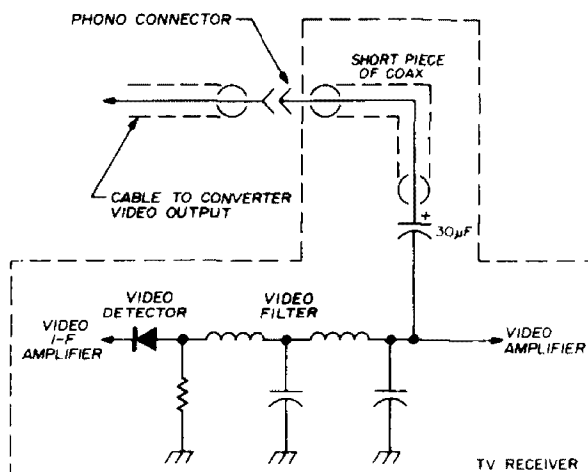 PHONO CONNECTOR
SHORT PIECE
OF COAX
CABLE TO CONVERTER
VIDEO OUTPUT
+
30µF
VIDEO
DETECTOR
VIDEO
FILTER
VIDEO
I-F
AMPLIFIER
VIDEO
AMPLIFIER
TV RECEIVER